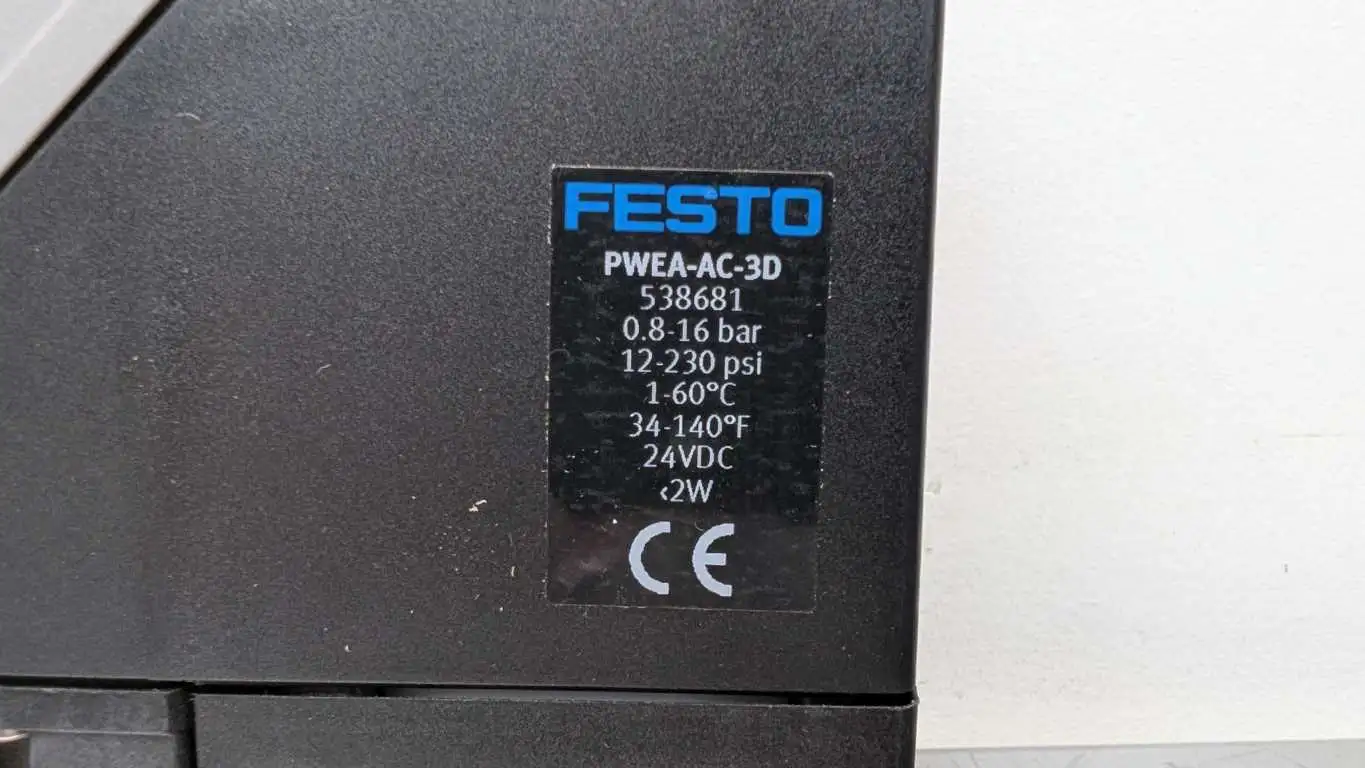 FESTO
PWEA-AC-3D
538681
0.8-16 bar
12-230 psi
1-60°C
34-140°F
24VDC
<2W
CE